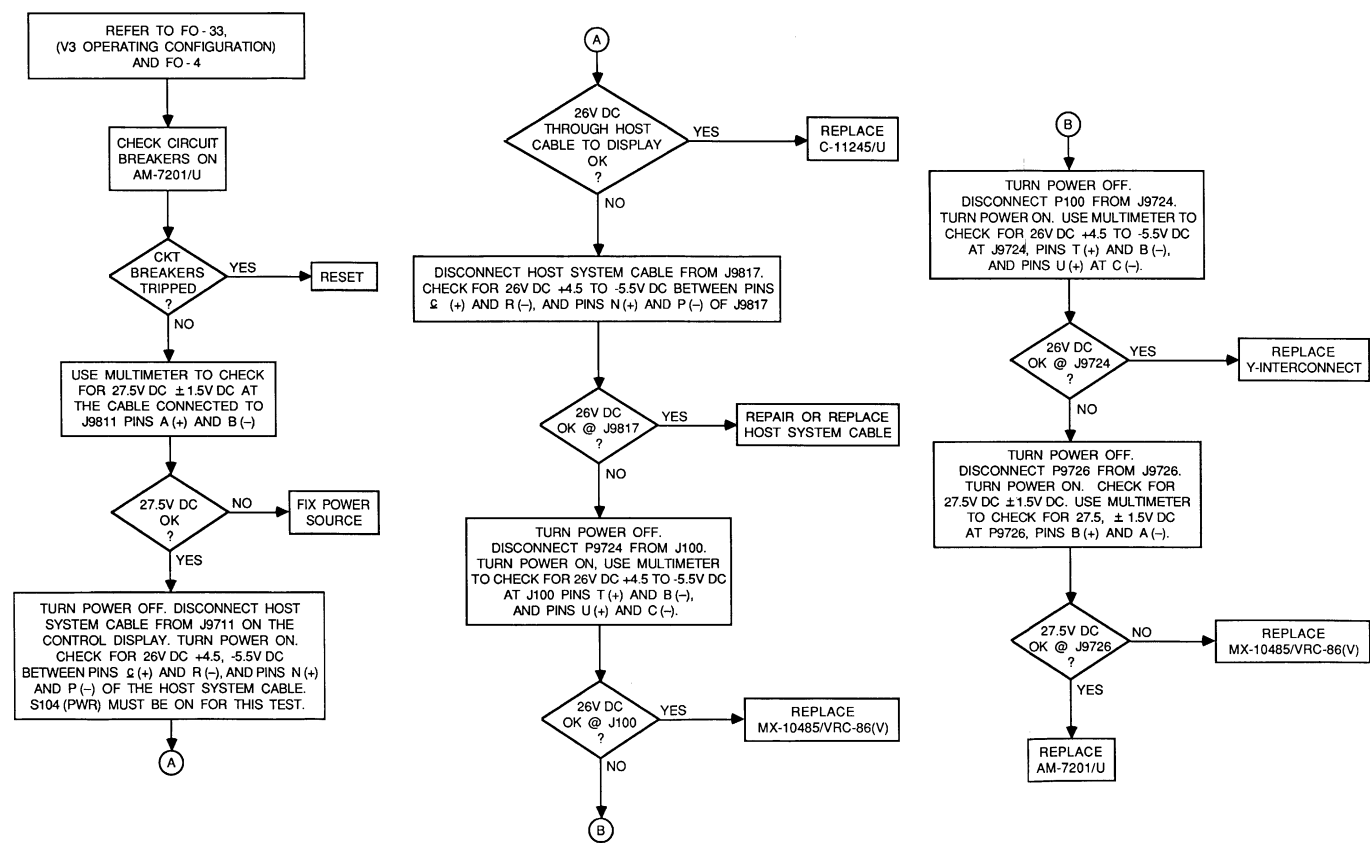 REFER TO FO - 33,
(V3 OPERATING CONFIGURATION)
AND FO - 4
CHECK CIRCUIT
BREAKERS ON
AM-7201/U
CKT
BREAKERS
TRIPPED
?
YES
RESET
NO
USE MULTIMETER TO CHECK
FOR 27.5V DC ±1.5V DC AT
THE CABLE CONNECTED TO
J9811 PINS A (+) AND B (–)
27.5V DC
OK
?
NO
FIX POWER
SOURCE
YES
TURN POWER OFF. DISCONNECT HOST
SYSTEM CABLE FROM J9711 ON THE
CONTROL DISPLAY. TURN POWER ON.
CHECK FOR 26V DC +4.5, -5.5V DC
BETWEEN PINS c (+) AND R (–), AND PINS N (+)
AND P (–) OF THE HOST SYSTEM CABLE.
S104 (PWR) MUST BE ON FOR THIS TEST.
A
A
26V DC
THROUGH HOST
CABLE TO DISPLAY
OK
?
YES
REPLACE
C-11245/U
NO
DISCONNECT HOST SYSTEM CABLE FROM J9817.
CHECK FOR 26V DC +4.5 TO -5.5V DC BETWEEN PINS
c (+) AND R (–), AND PINS N (+) AND P (–) OF J9817
26V DC
OK @ J9817
?
YES
REPAIR OR REPLACE
HOST SYSTEM CABLE
NO
TURN POWER OFF.
DISCONNECT P9724 FROM J100.
TURN POWER ON, USE MULTIMETER
TO CHECK FOR 26V DC +4.5 TO -5.5V DC
AT J100 PINS T (+) AND B (–),
AND PINS U (+) AND C (–).
26V DC
OK @ J100
?
YES
REPLACE
MX-10485/VRC-86(V)
NO
B
B
TURN POWER OFF.
DISCONNECT P100 FROM J9724.
TURN POWER ON. USE MULTIMETER TO
CHECK FOR 26V DC +4.5 TO -5.5V DC
AT J9724, PINS T (+) AND B (–),
AND PINS U (+) AT C (–).
26V DC
OK @ J9724
?
YES
REPLACE
Y-INTERCONNECT
NO
TURN POWER OFF.
DISCONNECT P9726 FROM J9726.
TURN POWER ON. CHECK FOR
27.5V DC ±1.5V DC. USE MULTIMETER
TO CHECK FOR 27.5, ± 1.5V DC
AT P9726, PINS B (+) AND A (–).
27.5V DC
OK @ J9726
?
NO
REPLACE
MX-10485/VRC-86(V)
YES
REPLACE
AM-7201/U